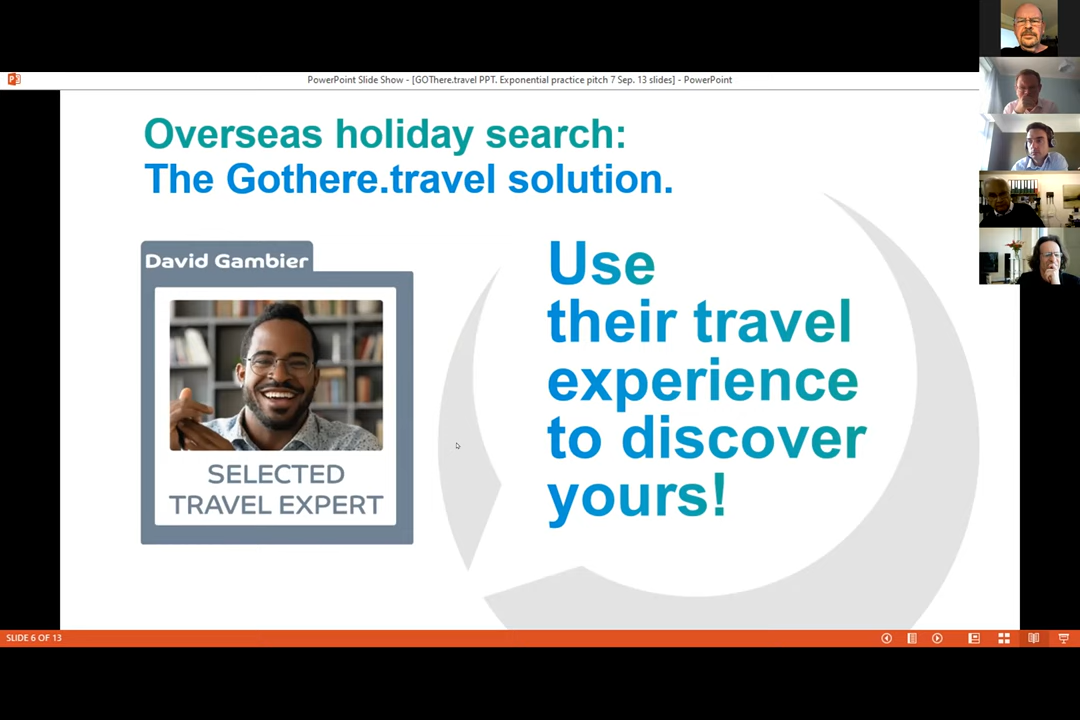 PowerPoint Slide Show - [GOThere.travel PPT. Exponential practice pitch 7 Sep. 13 slides] - PowerPoint
Overseas holiday search:
The Gothere.travel solution.
David Gambier
SELECTED
TRAVEL EXPERT
Use
their travel
experience
to discover
yours!
SLIDE 6 OF 13